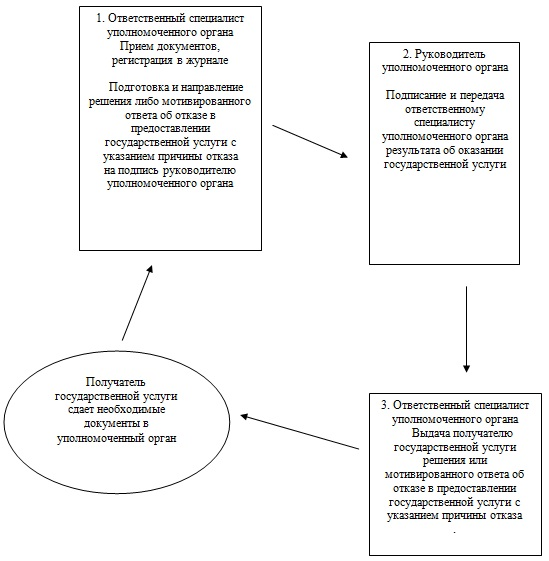 1. Ответственный специалист
уполномоченного органа
Прием документов,
регистрация в журнале
Подготовка и направление
решения либо мотивированного
ответа об отказе в
предоставлении
государственной услуги с
указанием причины отказа
на подпись руководителю
уполномоченного органа
2. Руководитель
уполномоченного органа
Подписание и передача
ответственному
специалисту
уполномоченного органа
результата об оказании
государственной услуги
3. Ответственный специалист
уполномоченного органа
Выдача получателю
государственной услуги
решения или
мотивированного ответа об
отказе в предоставлении
государственной услуги с
указанием причины отказа
.
Получатель
государственной услуги
сдает необходимые
документы в
уполномоченный орган